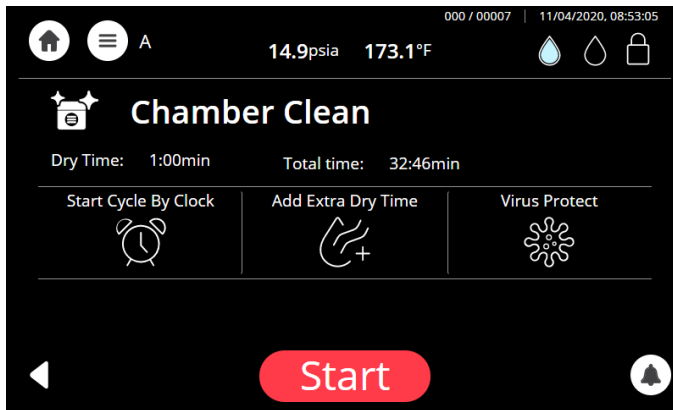 000 / 00007 | 11/04/2020, 08:53:05
A 14.9psia 173.1°F
Chamber Clean
Dry Time: 1:00min Total time: 32:46min
Start Cycle By Clock Add Extra Dry Time Virus Protect
Start